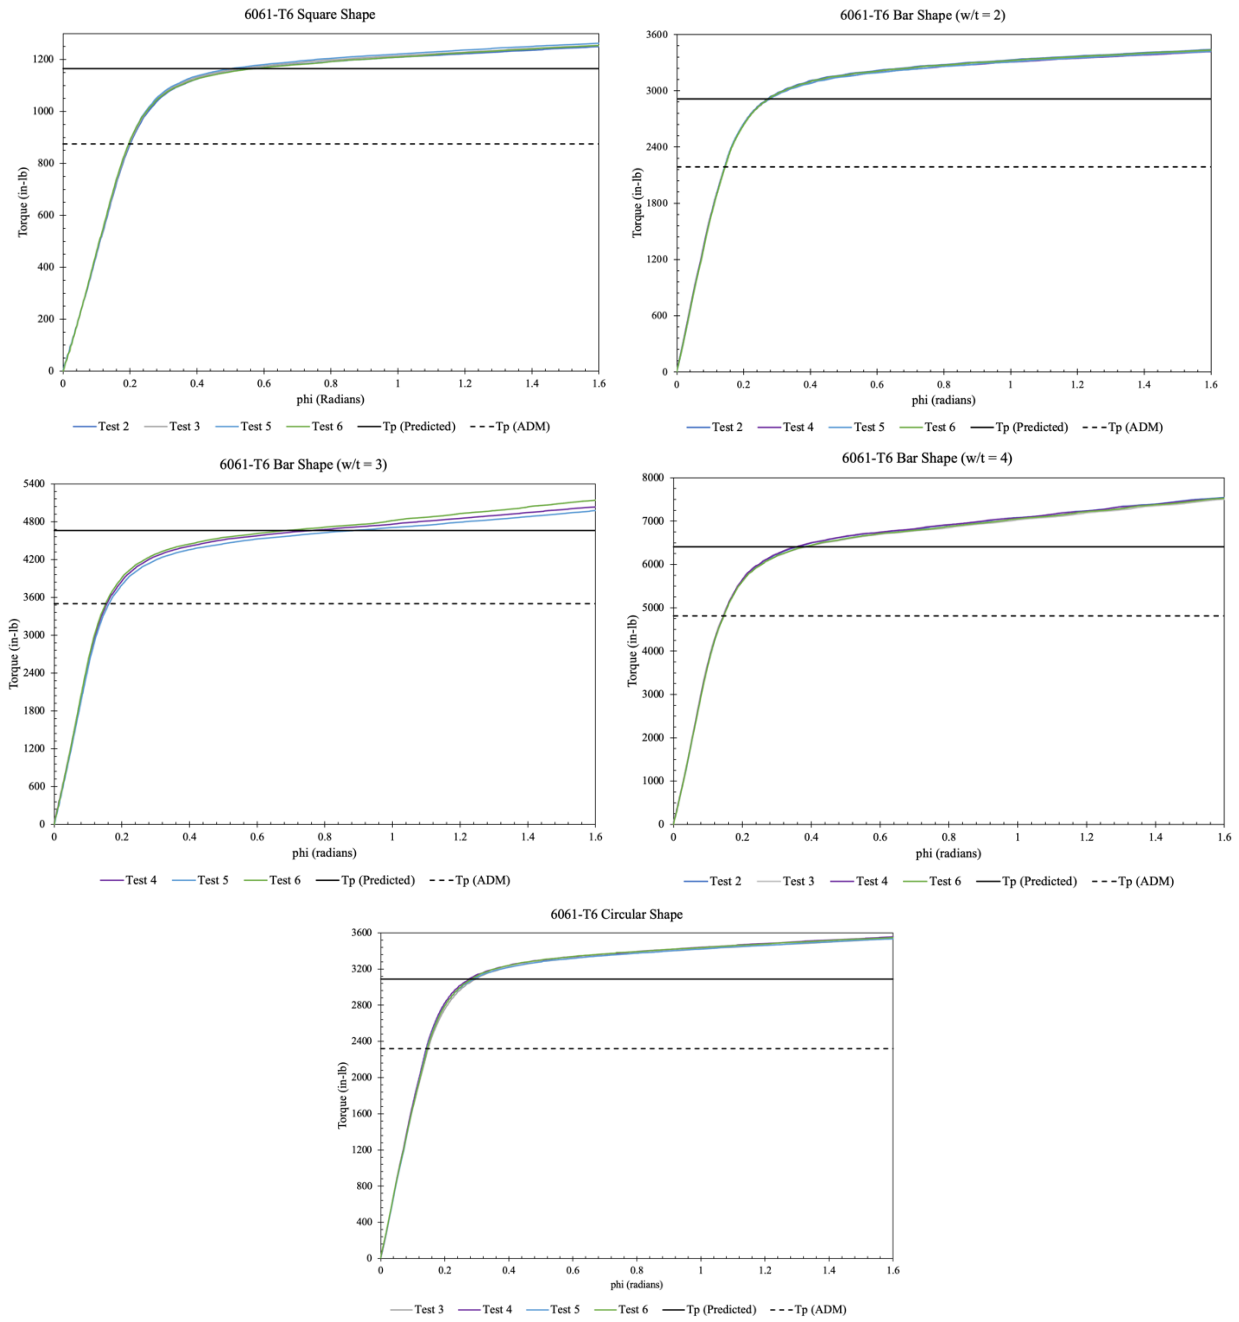 6061-T6 Square Shape
1200
1000
800
600
400
200
0
Torque (in-lb)
0 0.2 0.4 0.6 0.8 1 1.2 1.4 1.6
phi (Radians)
Test 2 Test 3 Test 5 Test 6 Tp (Predicted) Tp (ADM)
6061-T6 Bar Shape (w/t = 2)
3600
3000
2400
1800
1200
600
0
Torque (in-lb)
0 0.2 0.4 0.6 0.8 1 1.2 1.4 1.6
phi (radians)
Test 2 Test 4 Test 5 Test 6 Tp (Predicted) Tp (ADM)
6061-T6 Bar Shape (w/t = 3)
5400
4800
4200
3600
3000
2400
1800
1200
600
0
Torque (in-lb)
0 0.2 0.4 0.6 0.8 1 1.2 1.4 1.6
phi (radians)
Test 4 Test 5 Test 6 Tp (Predicted) Tp (ADM)
6061-T6 Bar Shape (w/t = 4)
8000
7000
6000
5000
4000
3000
2000
1000
0
Torque (in-lb)
0 0.2 0.4 0.6 0.8 1 1.2 1.4 1.6
phi (radians)
Test 2 Test 3 Test 4 Test 6 Tp (Predicted) Tp (ADM)
6061-T6 Circular Shape
3600
3200
2800
2400
2000
1600
1200
800
400
0
Torque (in-lb)
0 0.2 0.4 0.6 0.8 1 1.2 1.4 1.6
phi (radians)
Test 3 Test 4 Test 5 Test 6 Tp (Predicted) Tp (ADM)